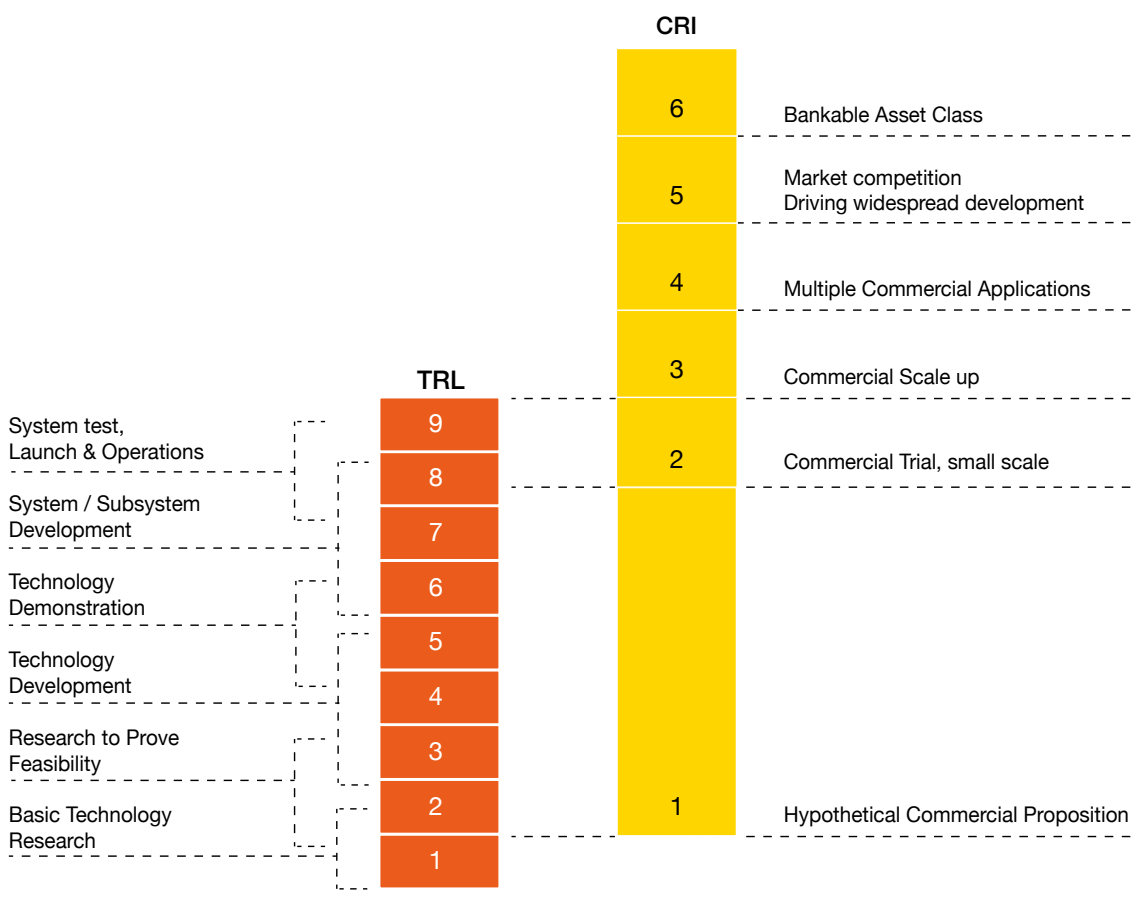 CRI
6
Bankable Asset Class
5
Market competition
Driving widespread development
4
Multiple Commercial Applications
3
Commercial Scale up
2
Commercial Trial, small scale
1
Hypothetical Commercial Proposition
TRL
9
8
7
6
5
4
3
2
1
System test,
Launch & Operations
System / Subsystem
Development
Technology
Demonstration
Technology
Development
Research to Prove
Feasibility
Basic Technology
Research